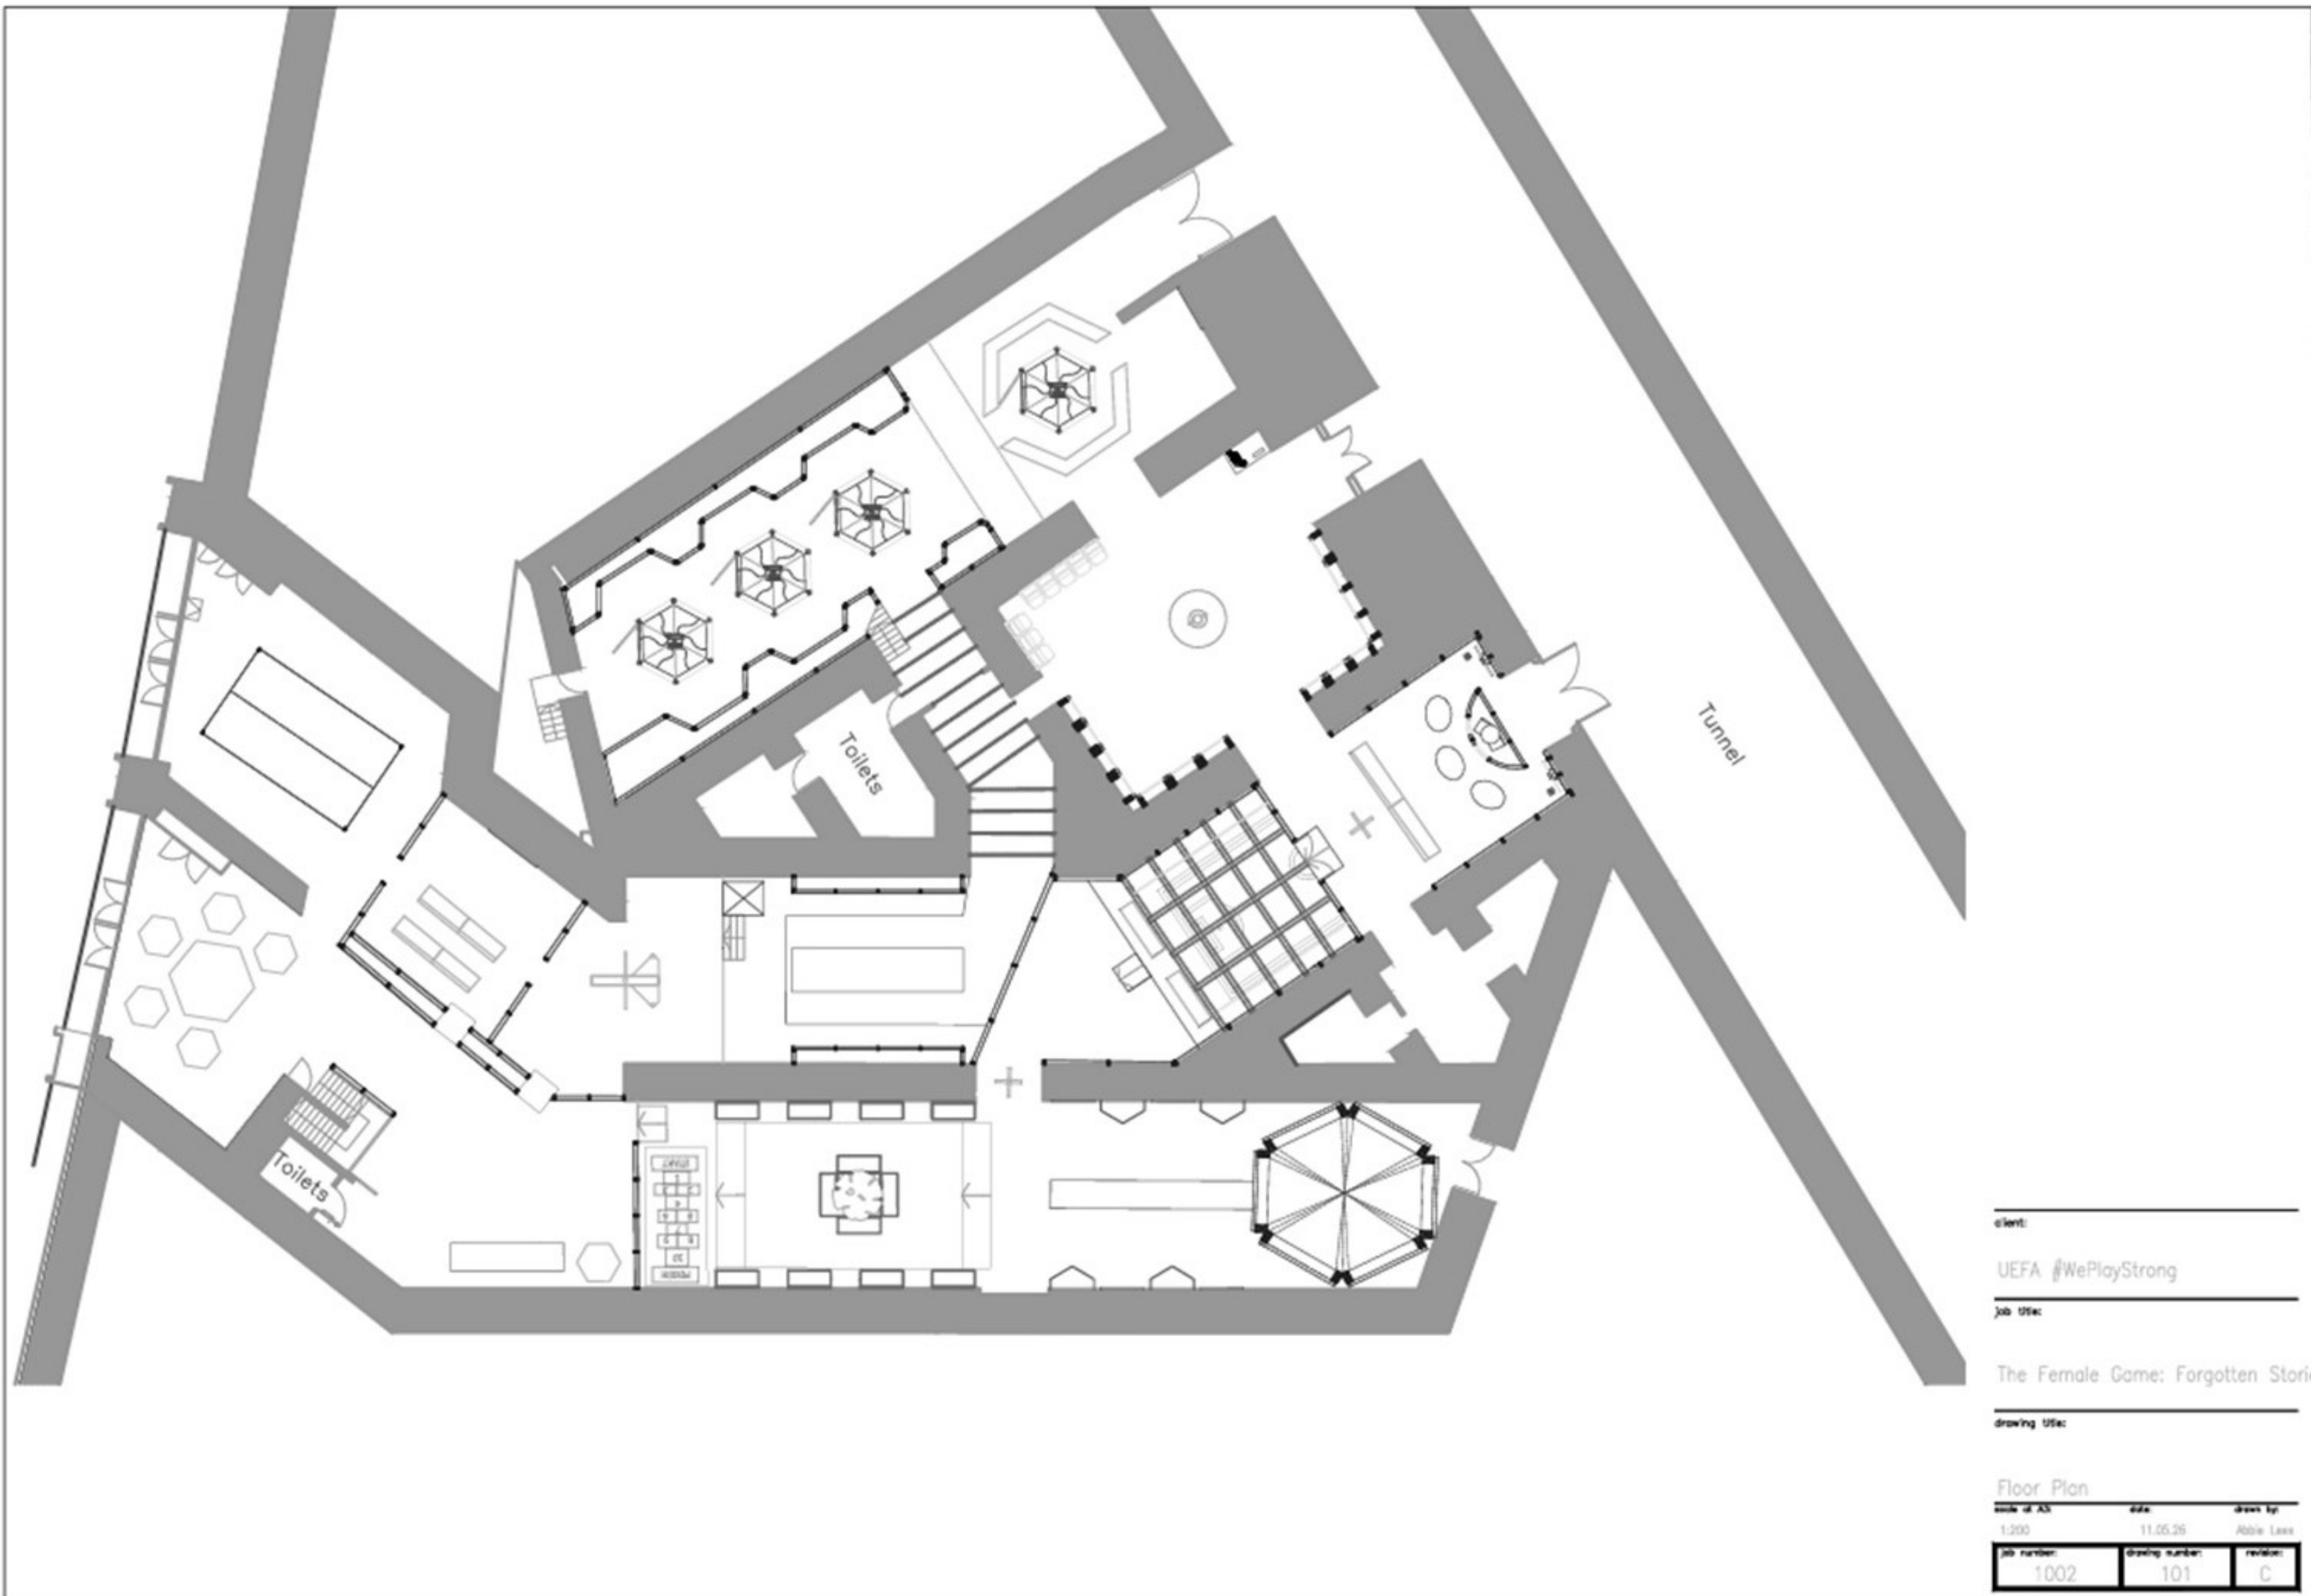 Toilets
Tunnel
Toilets
START
client:
UEFA #WePlayStrong
job title:
The Female Game: Forgotten Stori
drawing title:
Floor Plan
scale at A3: date: drawn by:
1:200 11.05.26 Abbie Lees
job number: drawing number: revision:
1002 101 C